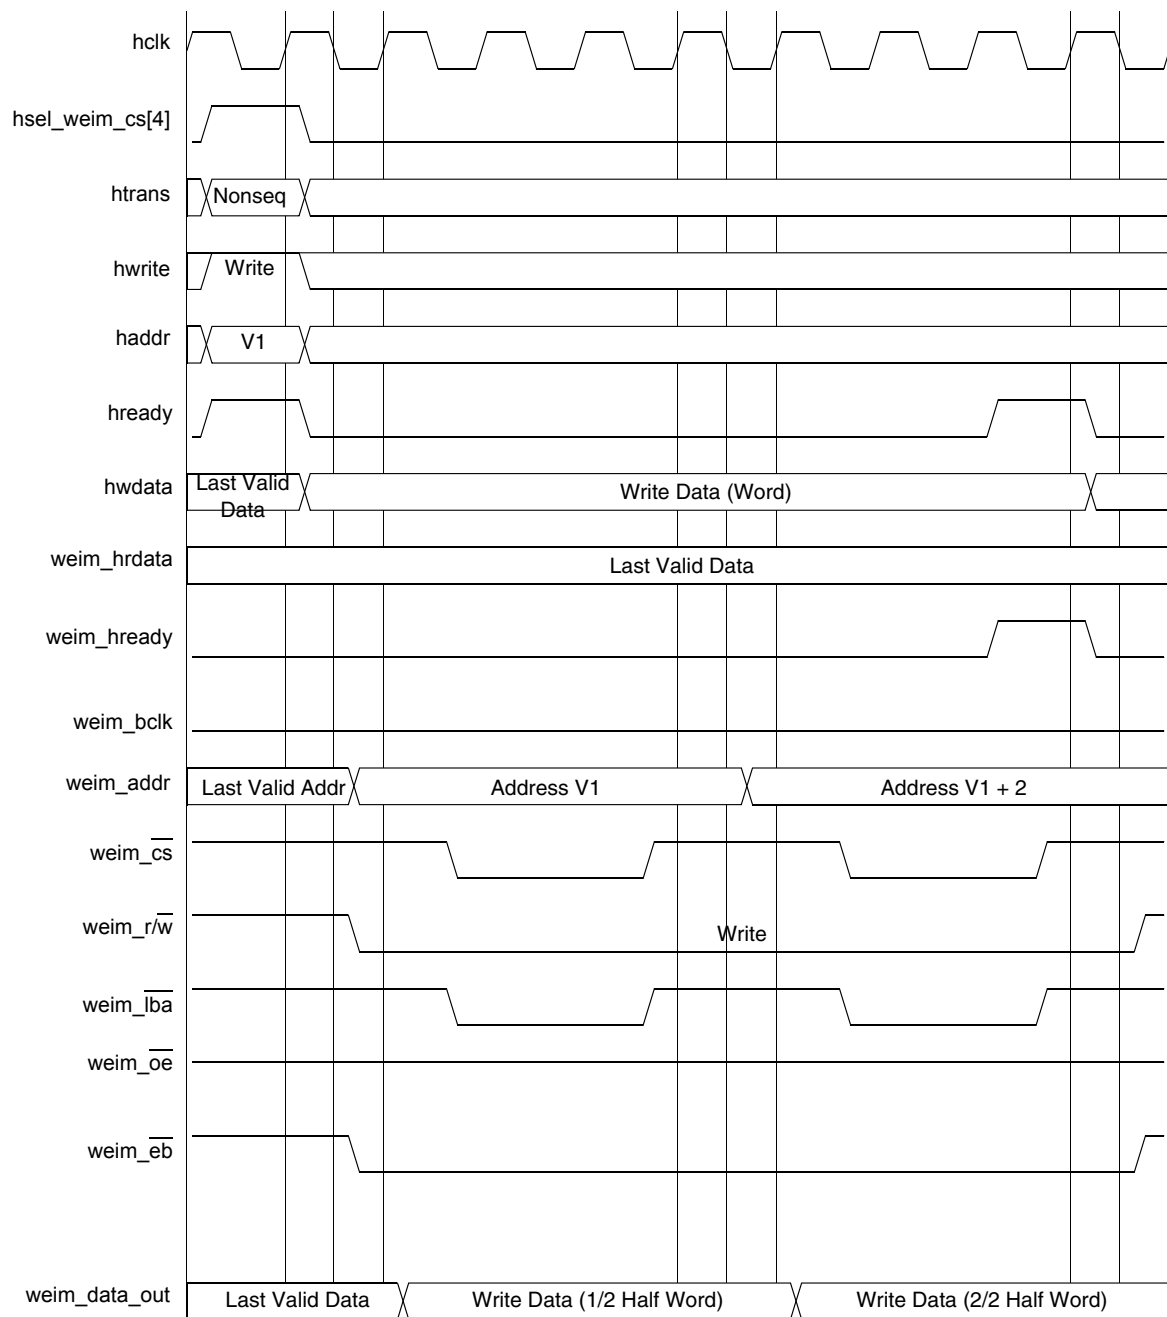 hclk
hsel_weim_cs[4]
htrans
Nonseq
hwrite
Write
haddr
V1
hready
hwdata
Last Valid
Data
Write Data (Word)
weim_hrdata
Last Valid Data
weim_hready
weim_bclk
weim_addr
Last Valid Addr
Address V1
Address V1 + 2
weim_cs
weim_r/w
Write
weim_lba
weim_oe
weim_eb
weim_data_out
Last Valid Data
Write Data (1/2 Half Word)
Write Data (2/2 Half Word)